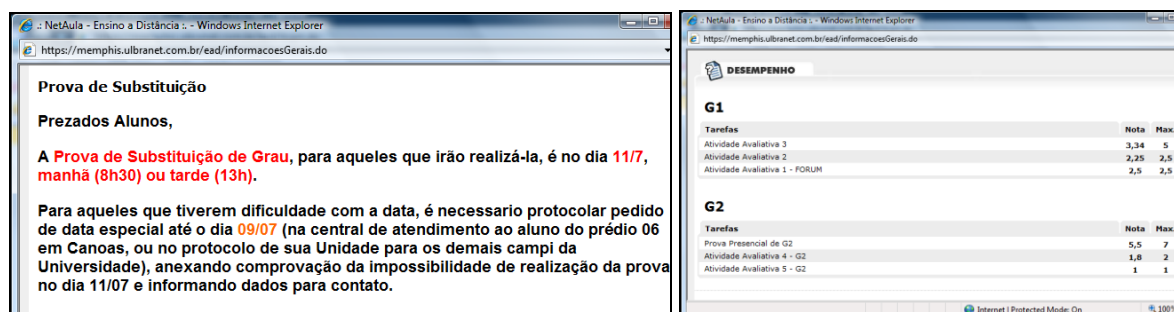 .: NetAula - Ensino a Distância :. - Windows Internet Explorer
https://memphis.ulbranet.com.br/ead/informacoesGerais.do
Prova de Substituição
Prezados Alunos,
A Prova de Substituição de Grau, para aqueles que irão realizá-la, é no dia 11/7,
manhã (8h30) ou tarde (13h).
Para aqueles que tiverem dificuldade com a data, é necessario protocolar pedido
de data especial até o dia 09/07 (na central de atendimento ao aluno do prédio 06
em Canoas, ou no protocolo de sua Unidade para os demais campi da
Universidade), anexando comprovação da impossibilidade de realização da prova
no dia 11/07 e informando dados para contato.
.: NetAula - Ensino a Distância :. - Windows Internet Explorer
https://memphis.ulbranet.com.br/ead/informacoesGerais.do
DESEMPENHO
G1
Tarefas Nota Max.
Atividade Avaliativa 3 3,34 5
Atividade Avaliativa 2 2,25 2,5
Atividade Avaliativa 1 - FORUM 2,5 2,5
G2
Tarefas Nota Max.
Prova Presencial de G2 5,5 7
Atividade Avaliativa 4 - G2 1,8 2
Atividade Avaliativa 5 - G2 1 1
Internet | Protected Mode: On 100%